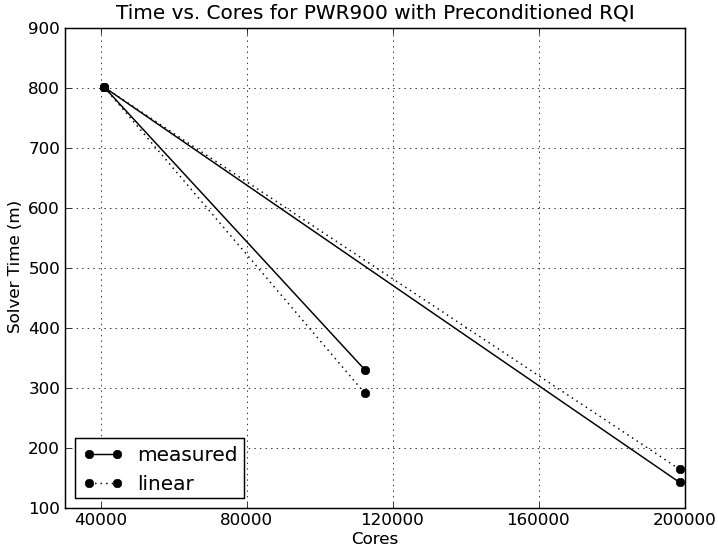 Time vs. Cores for PWR900 with Preconditioned RQI
900
800
700
600
500
400
300
200
100
Solver Time (m)
measured
linear
40000 80000 120000 160000 200000
Cores